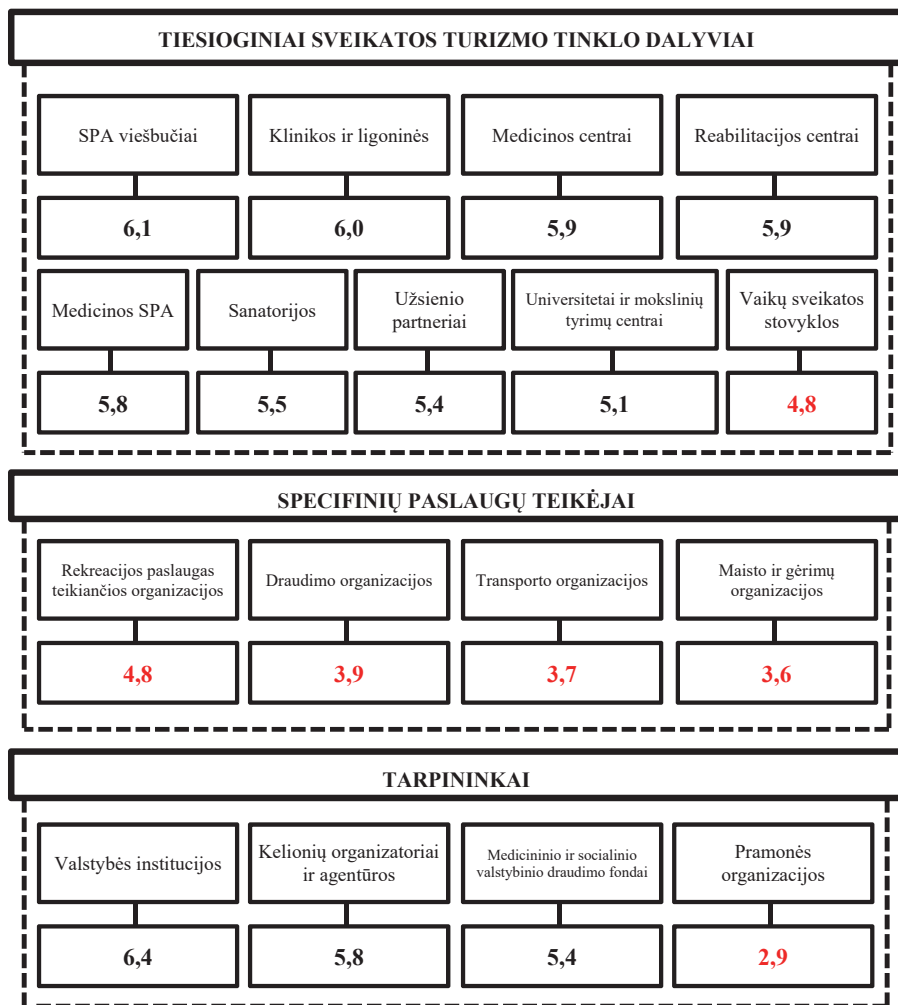 TIESIOGINIAI SVEIKATOS TURIZMO TINKLO DALYVIAI
SPA viešbučiai
Klinikos ir ligoninės
Medicinos centrai
Reabilitacijos centrai
6,1
6,0
5,9
5,9
Medicinos SPA
Sanatorijos
Užsienio
partneriai
Universitetai ir mokslinių
tyrimų centrai
Vaikų sveikatos
stovyklos
5,8
5,5
5,4
5,1
4,8
SPECIFINIŲ PASLAUGŲ TEIKĖJAI
Rekreacijos paslaugas
teikiančios organizacijos
Draudimo organizacijos
Transporto organizacijos
Maisto ir gėrimų
organizacijos
4,8
3,9
3,7
3,6
TARPININKAI
Valstybės institucijos
Kelionių organizatoriai
ir agentūros
Medicininio ir socialinio
valstybinio draudimo fondai
Pramonės
organizacijos
6,4
5,8
5,4
2,9